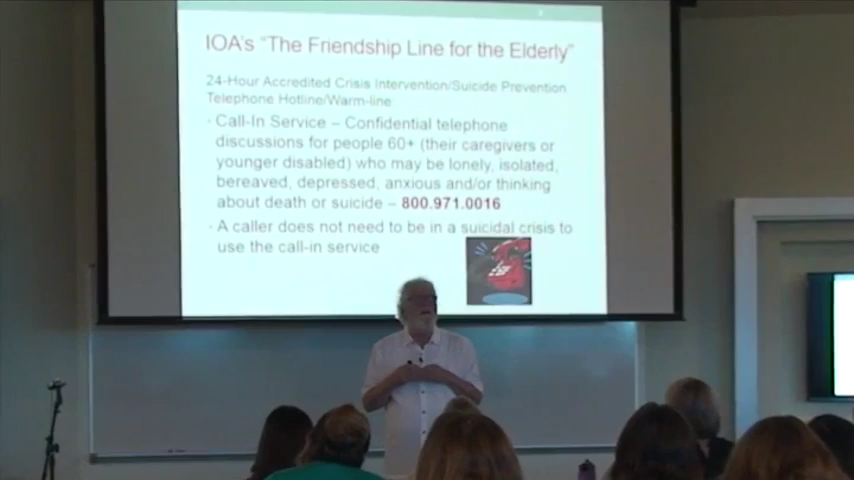 IOA's "The Friendship Line for the Elderly"
24-Hour Accredited Crisis Intervention/Suicide Prevention
Telephone Hotline/Warm-line:
· Call-In Service – Confidential telephone
discussions for people 60+ (their caregivers or
younger disabled) who may be lonely, isolated,
bereaved, depressed, anxious and/or thinking
about death or suicide – 800.971.0016
· A caller does not need to be in a suicidal crisis to
use the call-in service